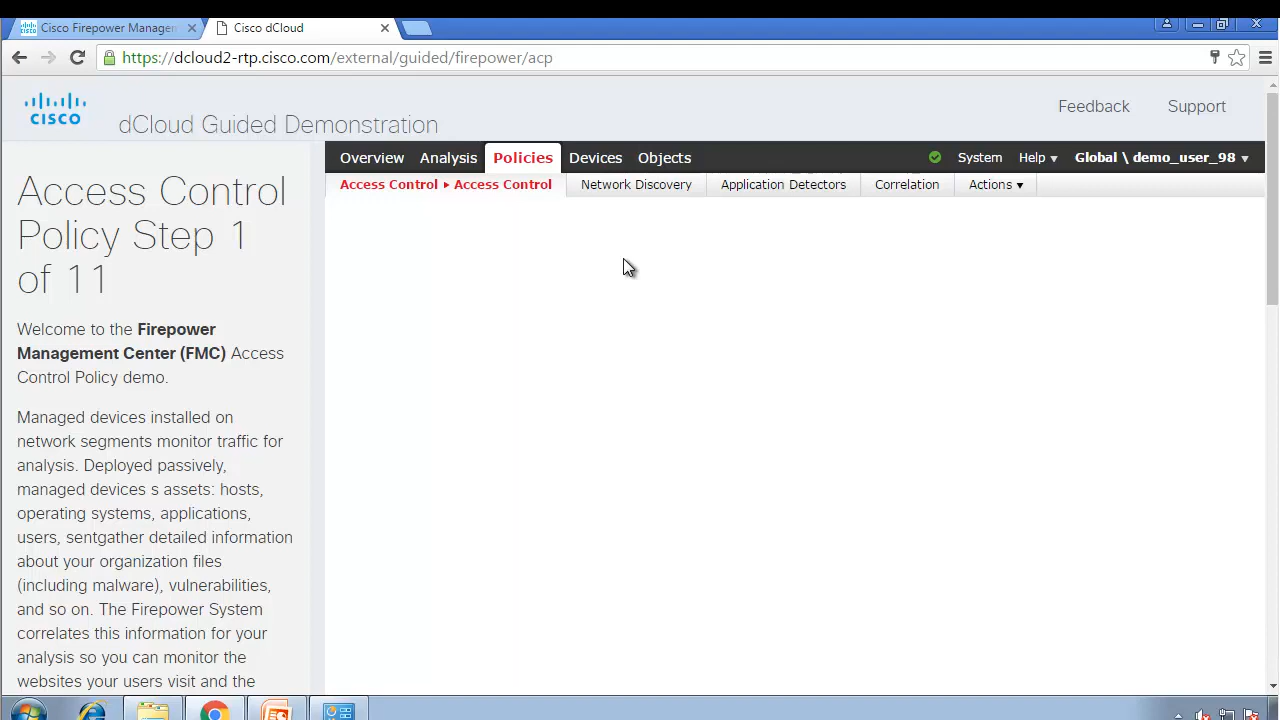 Cisco Firepower Managem
Cisco dCloud
https://dcloud2-rtp.cisco.com/external/guided/firepower/acp
CISCO
dCloud Guided Demonstration
Feedback
Support
Overview Analysis Policies Devices Objects
System Help Global \ demo_user_98
Access Control ▸ Access Control
Network Discovery
Application Detectors
Correlation
Actions
Access Control
Policy Step 1
of 11
Welcome to the Firepower
Management Center (FMC) Access
Control Policy demo.
Managed devices installed on
network segments monitor traffic for
analysis. Deployed passively,
managed devices s assets: hosts,
operating systems, applications,
users, sentgather detailed information
about your organization files
(including malware), vulnerabilities,
and so on. The Firepower System
correlates this information for your
analysis so you can monitor the
websites your users visit and the